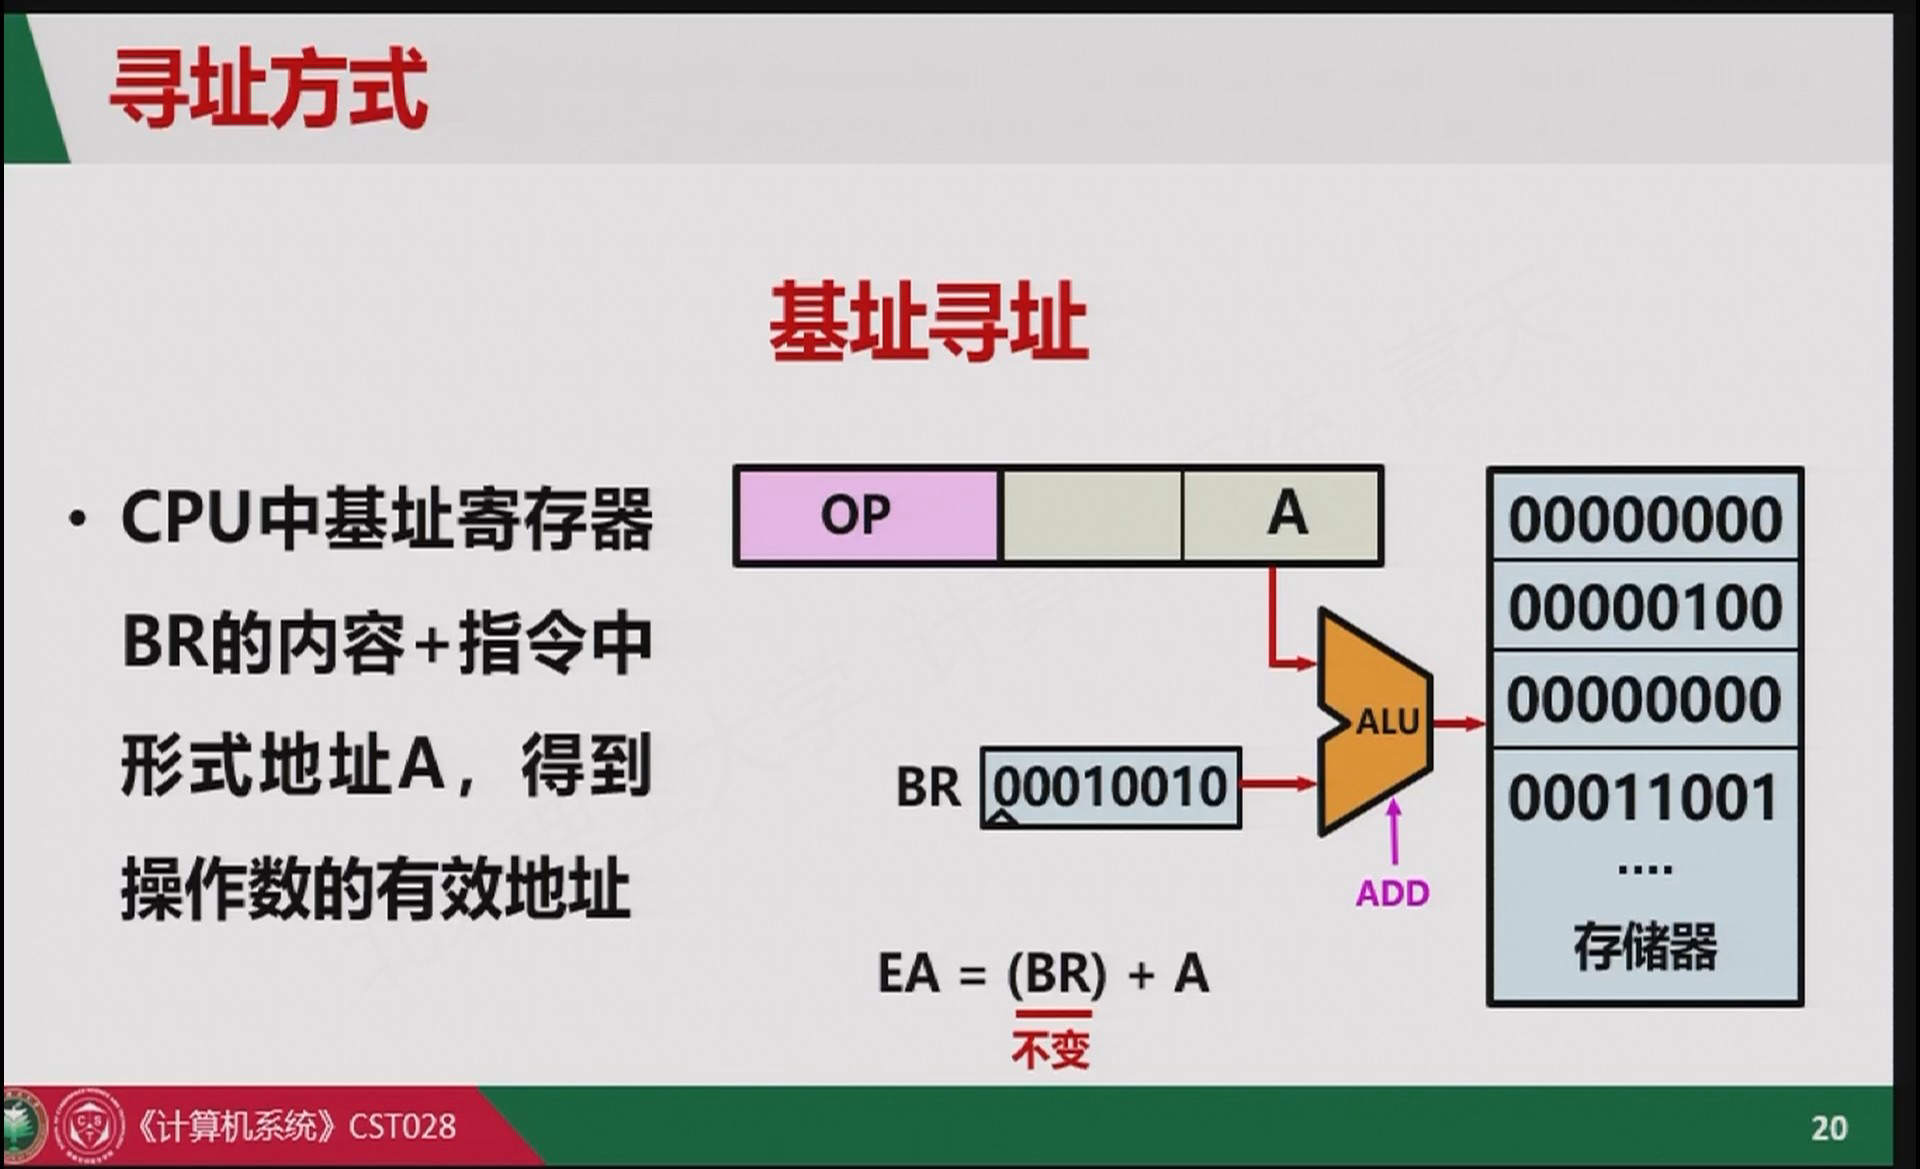 寻址方式
基址寻址
• CPU中基址寄存器
BR的内容+指令中
形式地址A，得到
操作数的有效地址
OP
A
ALU
BR
00010010
ADD
EA = (BR) + A
不变
00000000
00000100
00000000
00011001
....
存储器
《计算机系统》CST028
20